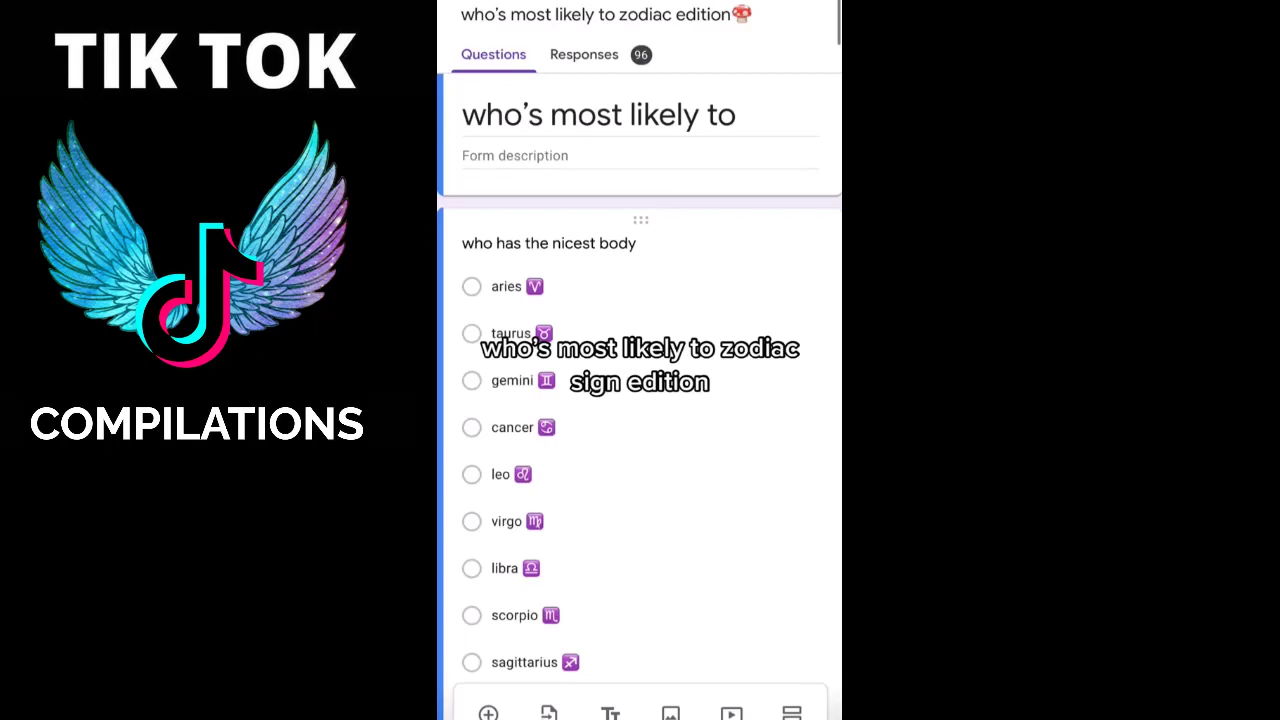 TIK TOK
COMPILATIONS
who's most likely to zodiac edition🍄
Questions Responses 96
who's most likely to
Form description
who has the nicest body
aries ♈
taurus ♉
who's most likely to zodiac
sign edition
gemini ♊
cancer ♋
leo ♌
virgo ♍
libra ♎
scorpio ♏
sagittarius ♐
Tт